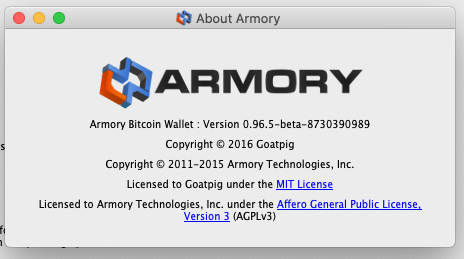 About Armory
ARMORY
Armory Bitcoin Wallet : Version 0.96.5-beta-8730390989
Copyright © 2016 Goatpig
Copyright © 2011-2015 Armory Technologies, Inc.
Licensed to Goatpig under the MIT License
Licensed to Armory Technologies, Inc. under the Affero General Public License,
Version 3 (AGPLv3)